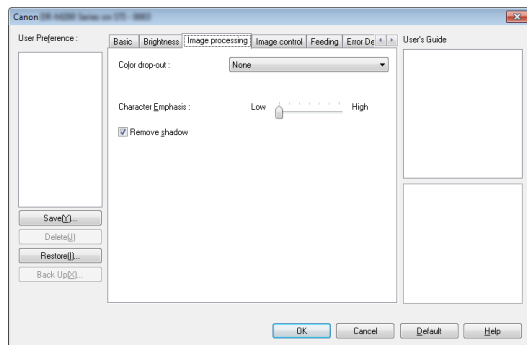 Canon
User Preference :
Basic Brightness Image processing Image control Feeding Error De
User's Guide
Color drop-out : None
Character Emphasis : Low High
Remove shadow
Save(Y)...
Delete(J)
Restore(I)...
Back Up(X)...
OK Cancel Default Help